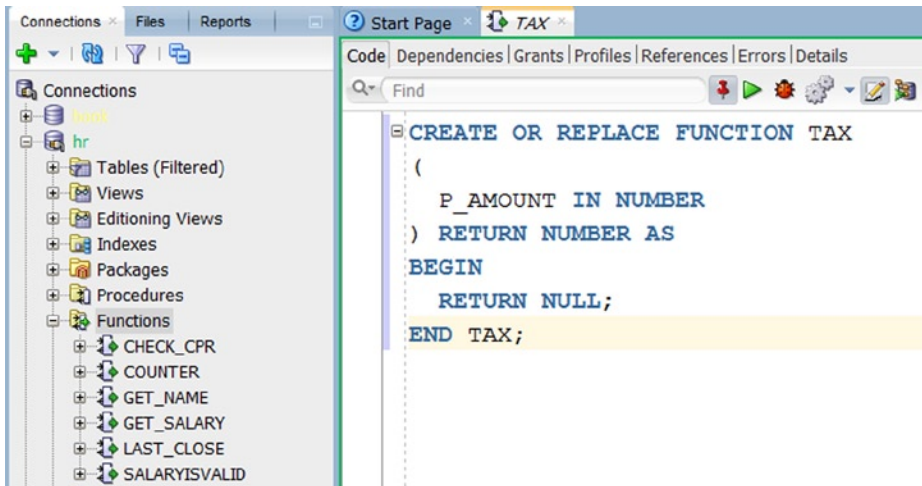 Connections Files Reports
Start Page TAX
Code Dependencies Grants Profiles References Errors Details
Find
Connections
hr
Tables (Filtered)
Views
Editioning Views
Indexes
Packages
Procedures
Functions
CHECK_CPR
COUNTER
GET_NAME
GET_SALARY
LAST_CLOSE
SALARYISVALID
CREATE OR REPLACE FUNCTION TAX
(
P_AMOUNT IN NUMBER
) RETURN NUMBER AS
BEGIN
RETURN NULL;
END TAX;